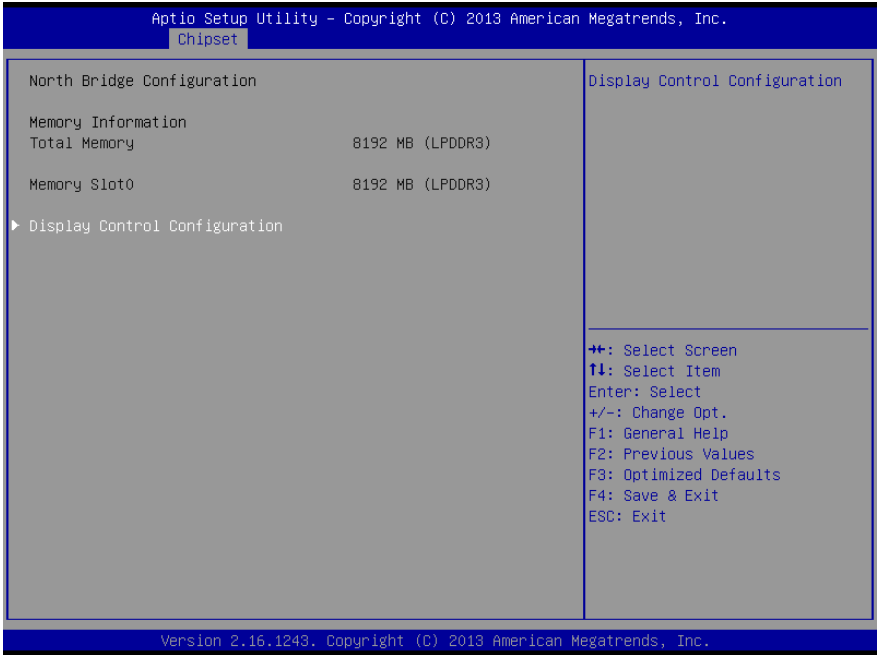 Aptio Setup Utility – Copyright (C) 2013 American Megatrends, Inc.
Chipset
North Bridge Configuration
Memory Information
Total Memory 8192 MB (LPDDR3)
Memory Slot0 8192 MB (LPDDR3)
▶ Display Control Configuration
Display Control Configuration
→←: Select Screen
↑↓: Select Item
Enter: Select
+/-: Change Opt.
F1: General Help
F2: Previous Values
F3: Optimized Defaults
F4: Save & Exit
ESC: Exit
Version 2.16.1243. Copyright (C) 2013 American Megatrends, Inc.